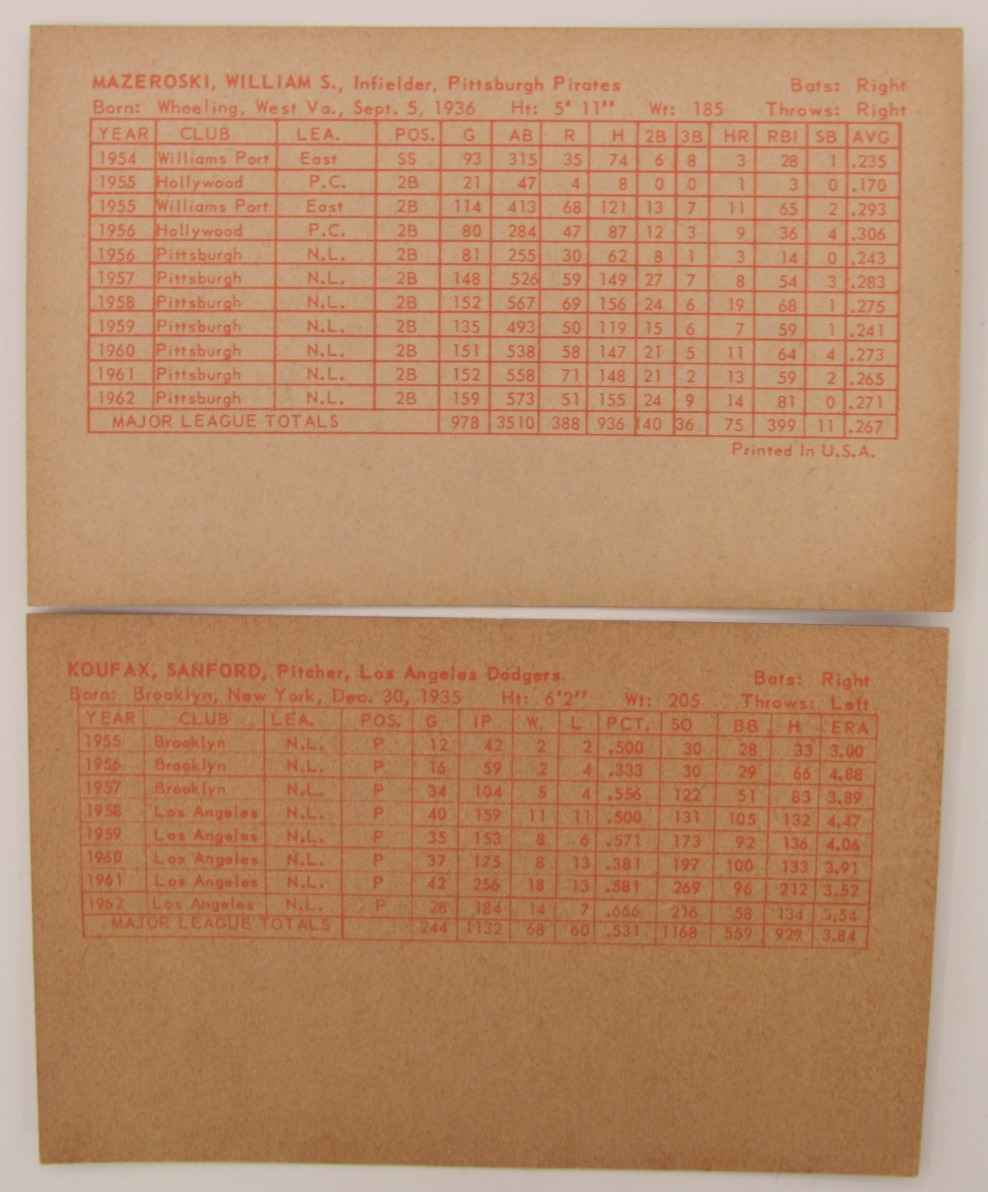 MAZEROSKI, WILLIAM S., Infielder, Pittsburgh Pirates Bats: Right
Born: Wheeling, West Va., Sept. 5, 1936 Ht: 5' 11" Wt: 185 Throws: Right
YEAR CLUB LEA. POS. G AB R H 2B 3B HR RBI SB AVG
1954 Williams Port East SS 93 315 35 74 6 8 3 28 1 .235
1955 Hollywood P.C. 2B 21 47 4 8 0 0 1 3 0 .170
1955 Williams Port East 2B 114 413 68 121 13 7 11 65 2 .293
1956 Hollywood P.C. 2B 80 284 47 87 12 3 9 36 4 .306
1956 Pittsburgh N.L. 2B 81 255 30 62 8 1 3 14 0 .243
1957 Pittsburgh N.L. 2B 148 526 59 149 27 7 8 54 3 .283
1958 Pittsburgh N.L. 2B 152 567 69 156 24 6 19 68 1 .275
1959 Pittsburgh N.L. 2B 135 493 50 119 15 6 7 59 1 .241
1960 Pittsburgh N.L. 2B 151 538 58 147 21 5 11 64 4 .273
1961 Pittsburgh N.L. 2B 152 558 71 148 21 2 13 59 2 .265
1962 Pittsburgh N.L. 2B 159 573 51 155 24 9 14 81 0 .271
MAJOR LEAGUE TOTALS 978 3510 388 936 140 36 75 399 11 .267
Printed In U.S.A.
KOUFAX, SANFORD, Pitcher, Los Angeles Dodgers Bats: Right
Born: Brooklyn, New York, Dec. 30, 1935 Ht: 6'2" Wt: 205 Throws: Left
YEAR CLUB LEA. POS. G IP W. L PCT. SO BB H ERA
1955 Brooklyn N.L. P 12 42 2 2 .500 30 28 33 3.00
1956 Brooklyn N.L. P 16 59 2 4 .333 30 29 66 4.88
1957 Brooklyn N.L. P 34 104 5 4 .556 122 51 83 3.89
1958 Los Angeles N.L. P 40 159 11 11 .500 131 105 132 4.47
1959 Los Angeles N.L. P 35 153 8 6 .571 173 92 136 4.06
1960 Los Angeles N.L. P 37 175 8 13 .381 197 100 133 3.91
1961 Los Angeles N.L. P 42 256 18 13 .581 269 96 212 3.52
1962 Los Angeles N.L. P 28 184 14 7 .666 216 58 134 3.54
MAJOR LEAGUE TOTALS 244 1132 68 60 .531 1168 559 929 3.84